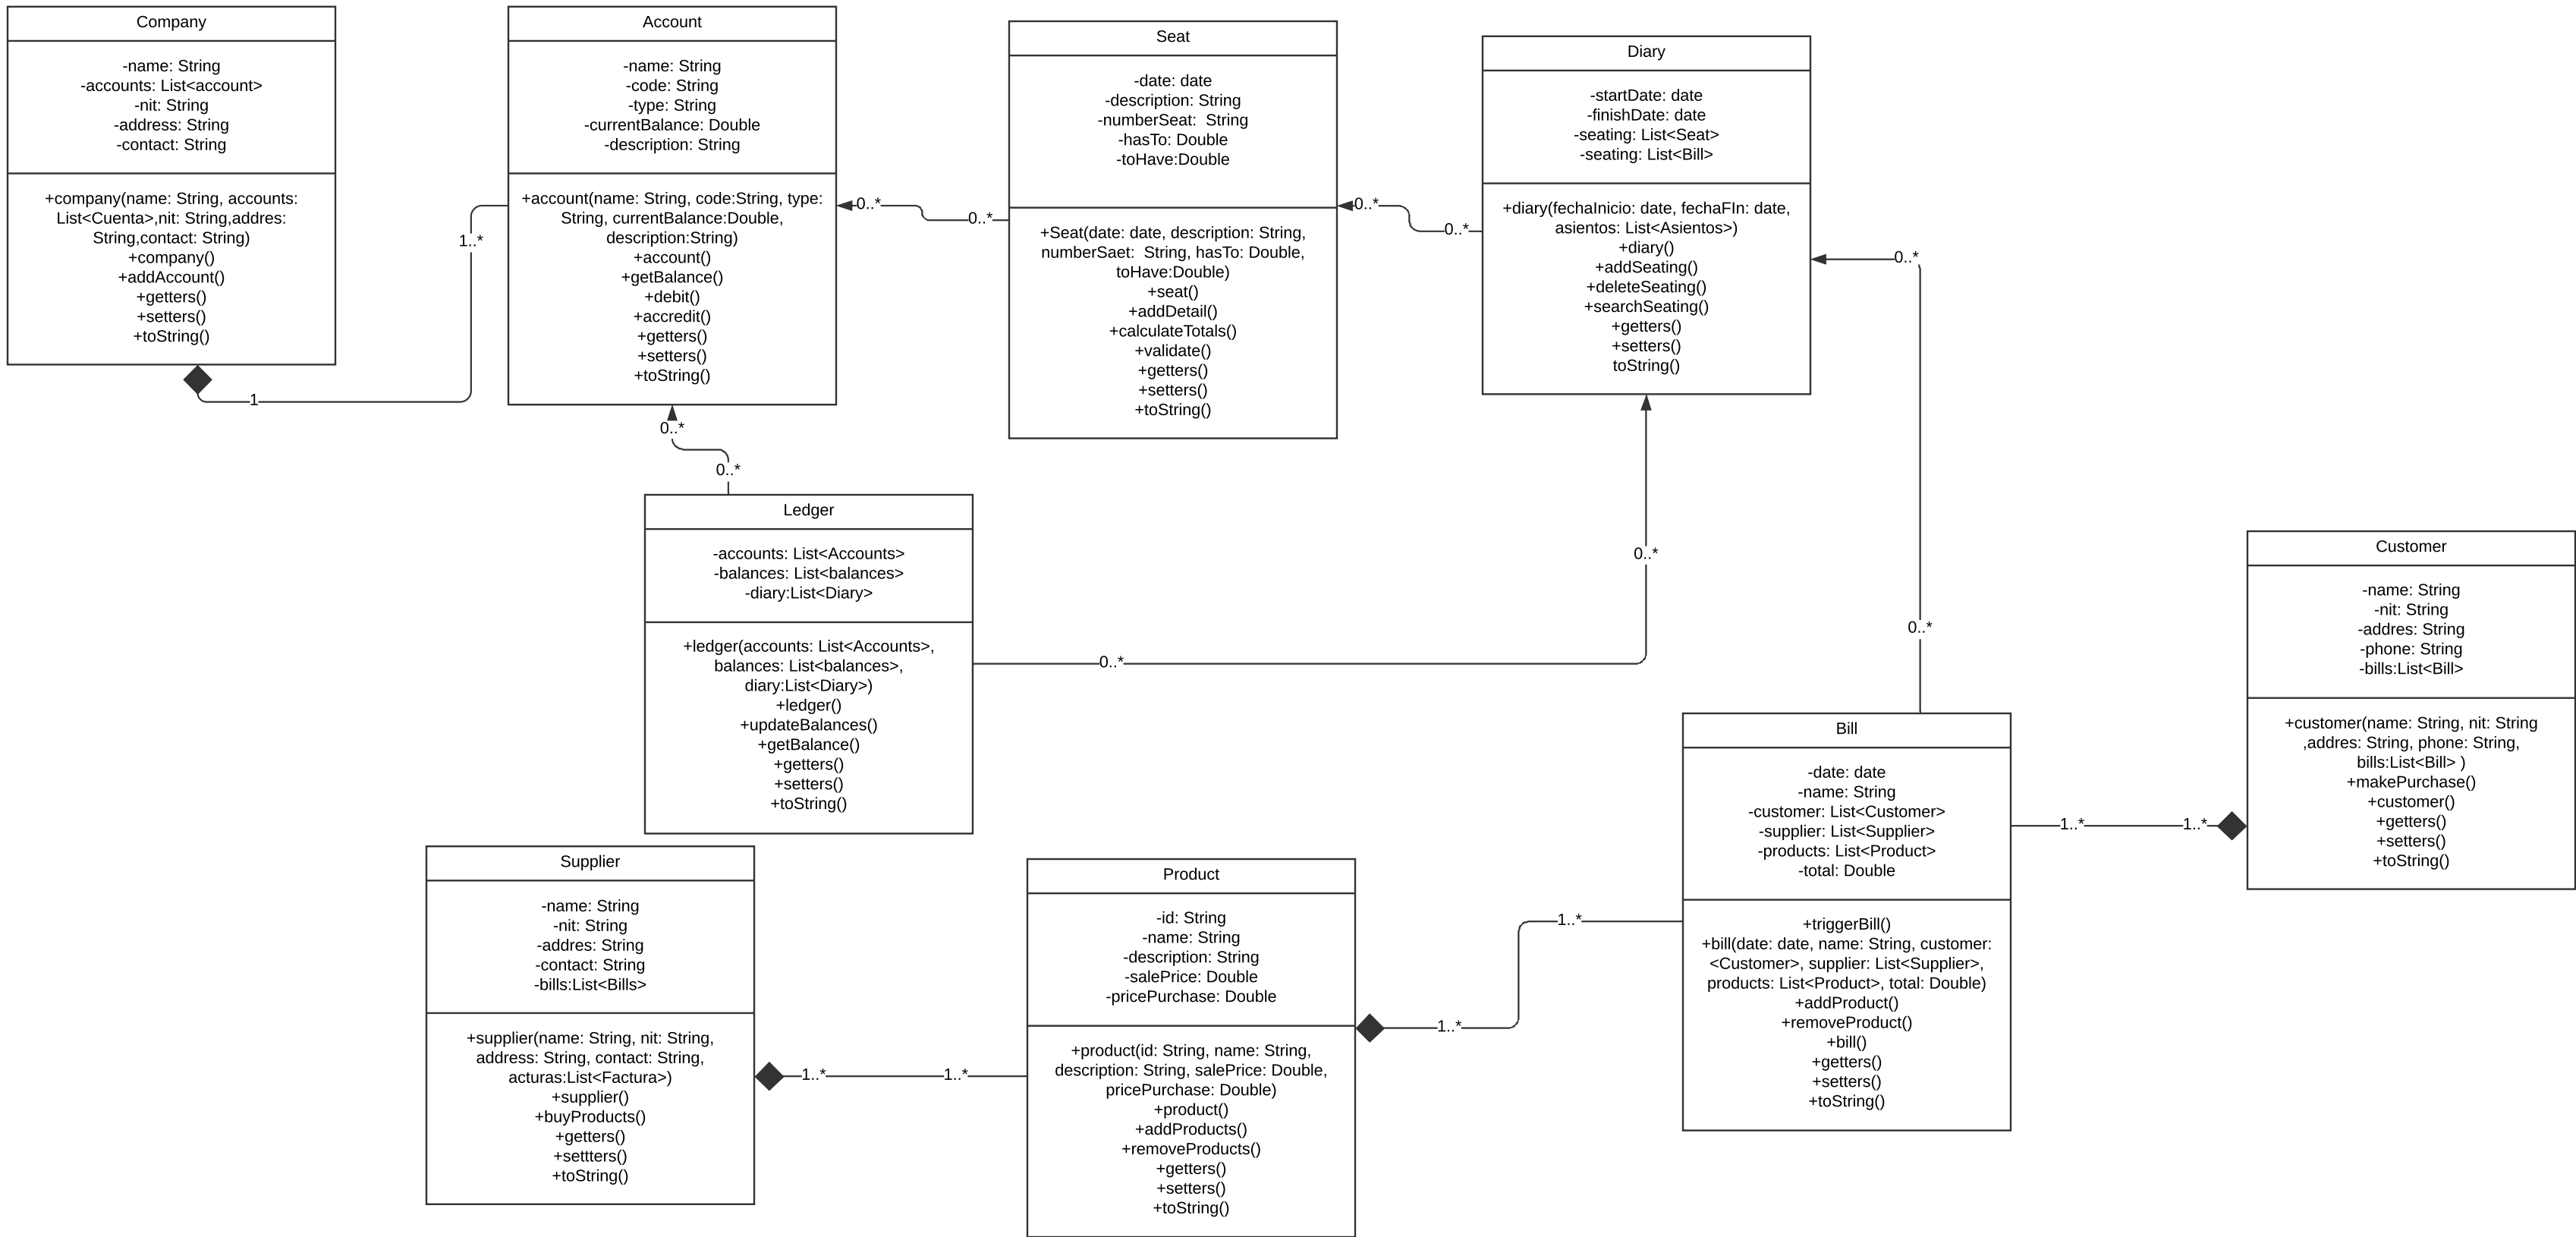 Company
-name: String
-accounts: List<account>
-nit: String
-address: String
-contact: String
+company(name: String, accounts:
List<Cuenta>,nit: String,addres:
String,contact: String)
+company()
+addAccount()
+getters()
+setters()
+toString()
1
1..*
Account
-name: String
-code: String
-type: String
-currentBalance: Double
-description: String
+account(name: String, code:String, type:
String, currentBalance:Double,
description:String)
+account()
+getBalance()
+debit()
+accredit()
+getters()
+setters()
+toString()
0..*
0..*
Seat
-date: date
-description: String
-numberSeat:  String
-hasTo: Double
-toHave:Double
+Seat(date: date, description: String,
numberSaet:  String, hasTo: Double,
toHave:Double)
+seat()
+addDetail()
+calculateTotals()
+validate()
+getters()
+setters()
+toString()
0..*
0..*
Diary
-startDate: date
-finishDate: date
-seating: List<Seat>
-seating: List<Bill>
+diary(fechaInicio: date, fechaFIn: date,
asientos: List<Asientos>)
+diary()
+addSeating()
+deleteSeating()
+searchSeating()
+getters()
+setters()
toString()
0..*
0..*
0..*
0..*
Ledger
-accounts: List<Accounts>
-balances: List<balances>
-diary:List<Diary>
+ledger(accounts: List<Accounts>,
balances: List<balances>,
diary:List<Diary>)
+ledger()
+updateBalances()
+getBalance()
+getters()
+setters()
+toString()
0..*
0..*
Customer
-name: String
-nit: String
-addres: String
-phone: String
-bills:List<Bill>
+customer(name: String, nit: String
,addres: String, phone: String,
bills:List<Bill> )
+makePurchase()
+customer()
+getters()
+setters()
+toString()
Bill
-date: date
-name: String
-customer: List<Customer>
-supplier: List<Supplier>
-products: List<Product>
-total: Double
+triggerBill()
+bill(date: date, name: String, customer:
<Customer>, supplier: List<Supplier>,
products: List<Product>, total: Double)
+addProduct()
+removeProduct()
+bill()
+getters()
+setters()
+toString()
1..*
1..*
Supplier
-name: String
-nit: String
-addres: String
-contact: String
-bills:List<Bills>
+supplier(name: String, nit: String,
address: String, contact: String,
acturas:List<Factura>)
+supplier()
+buyProducts()
+getters()
+settters()
+toString()
1..*
1..*
Product
-id: String
-name: String
-description: String
-salePrice: Double
-pricePurchase: Double
+product(id: String, name: String,
description: String, salePrice: Double,
pricePurchase: Double)
+product()
+addProducts()
+removeProducts()
+getters()
+setters()
+toString()
1..*
1..*